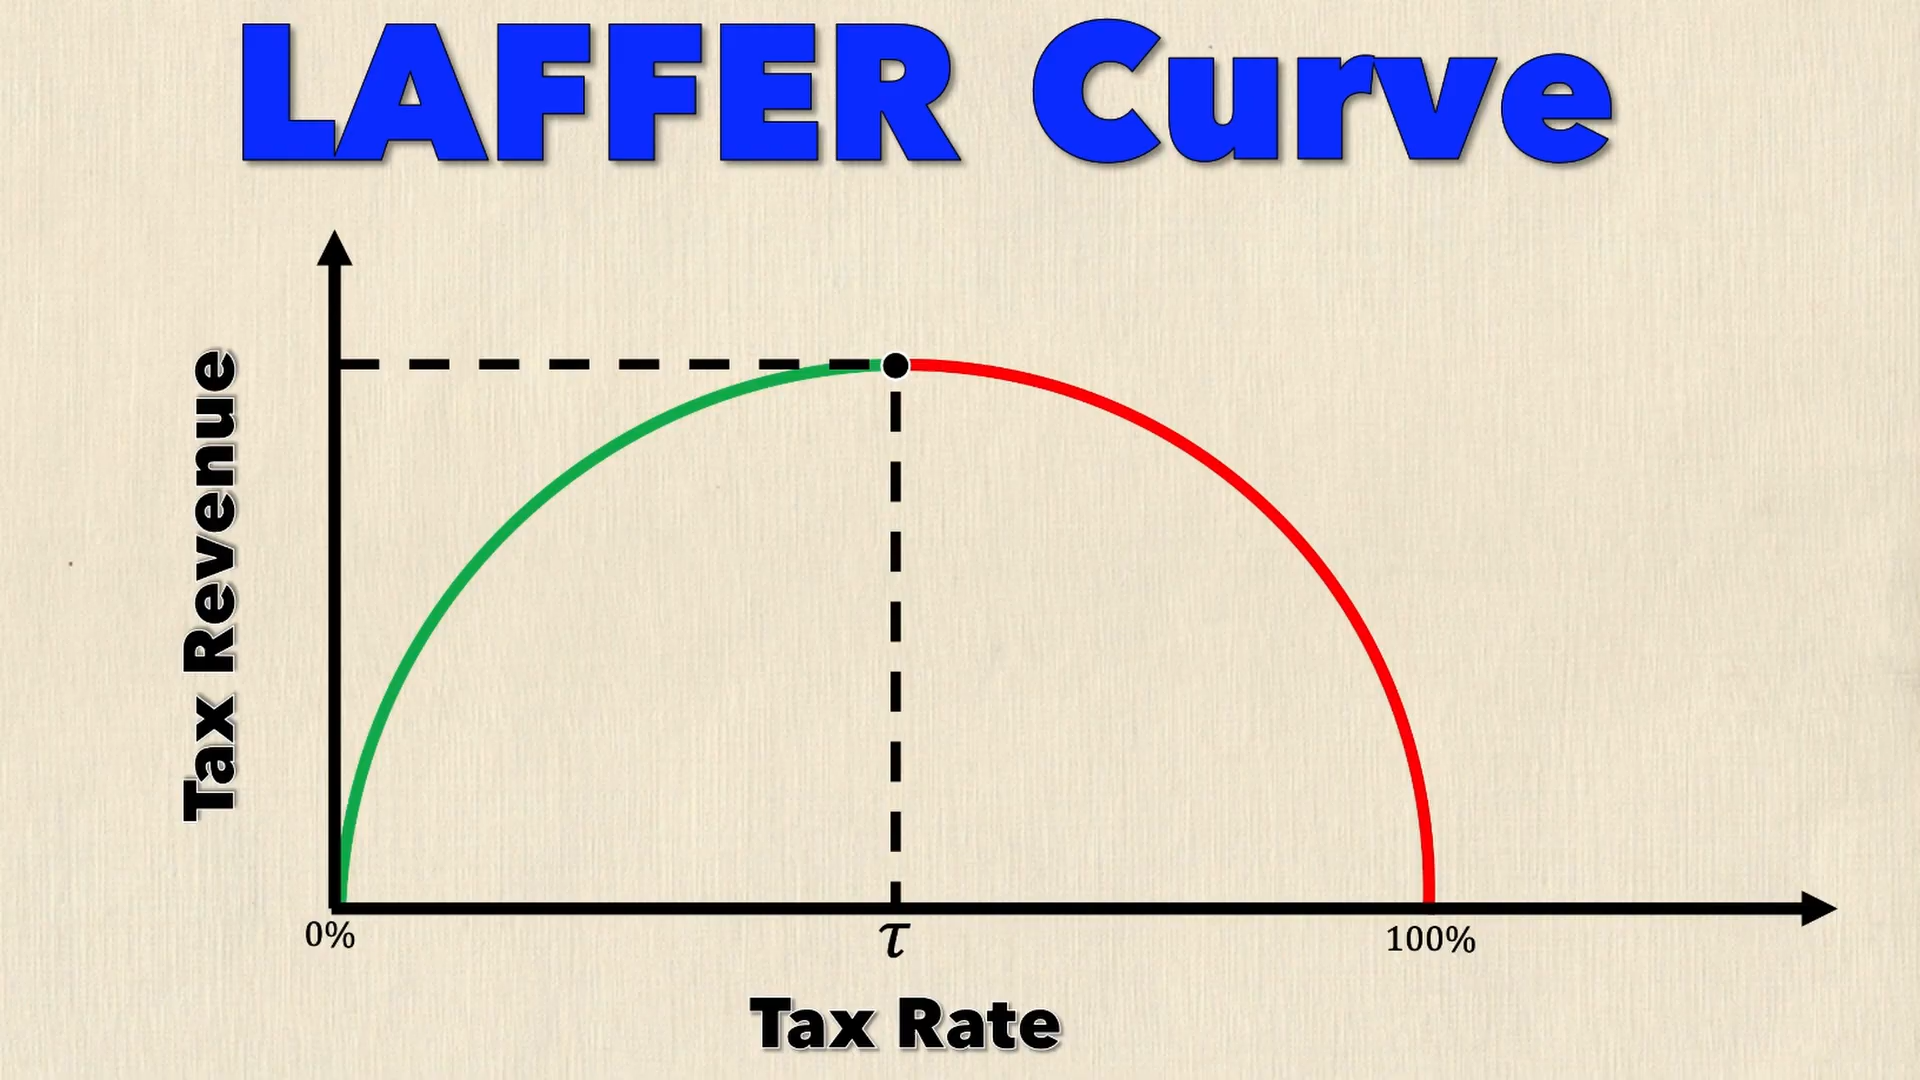 LAFFER Curve
Tax Revenue
0%
τ
100%
Tax Rate